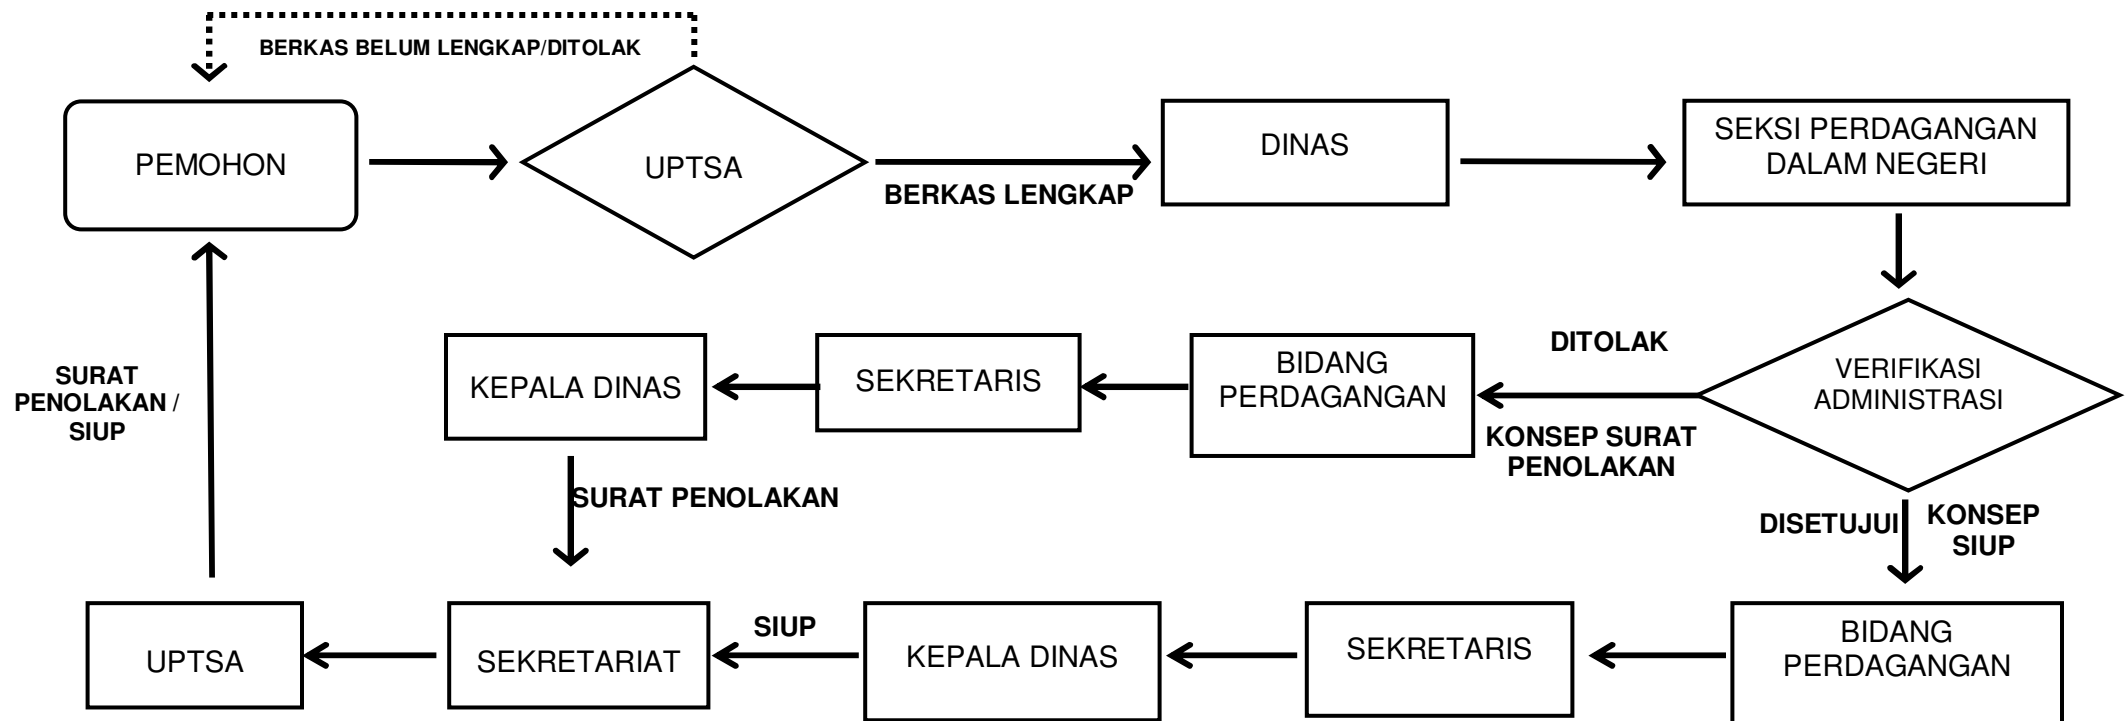 BERKAS BELUM LENGKAP/DITOLAK
PEMOHON
UPTSA
BERKAS LENGKAP
DINAS
SEKSI PERDAGANGAN
DALAM NEGERI
SURAT
PENOLAKAN /
SIUP
KEPALA DINAS
SEKRETARIS
BIDANG
PERDAGANGAN
DITOLAK
KONSEP SURAT
PENOLAKAN
VERIFIKASI
ADMINISTRASI
SURAT PENOLAKAN
DISETUJUI
KONSEP
SIUP
UPTSA
SEKRETARIAT
SIUP
KEPALA DINAS
SEKRETARIS
BIDANG
PERDAGANGAN